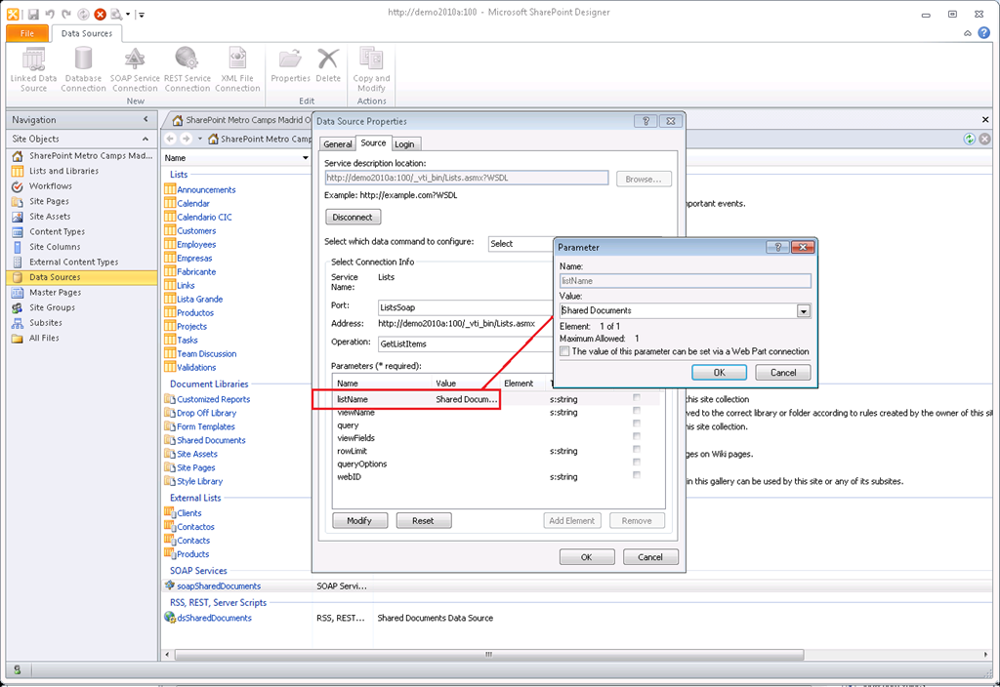 http://demo2010a:100 - Microsoft SharePoint Designer
File
Data Sources
Linked Data Source
Database Connection
SOAP Service Connection
REST Service Connection
XML File Connection
Properties
Delete
Copy and Modify
New
Edit
Actions
Navigation
Site Objects
SharePoint Metro Camps Mad...
Lists and Libraries
Workflows
Site Pages
Site Assets
Content Types
Site Columns
External Content Types
Data Sources
Master Pages
Site Groups
Subsites
All Files
SharePoint Metro Camps Madrid O
SharePoint Metro Camp
Name
Lists
Announcements
Calendar
Calendario CIC
Customers
Employees
Empresas
Fabricante
Links
Lista Grande
Productos
Projects
Tasks
Team Discussion
Validations
Document Libraries
Customized Reports
Drop Off Library
Form Templates
Shared Documents
Site Assets
Site Pages
Style Library
External Lists
Clients
Contactos
Contacts
Products
SOAP Services
soapSharedDocuments SOAP Servi...
RSS, REST, Server Scripts
dsSharedDocuments RSS, REST... Shared Documents Data Source
portant events.
this site collection
ved to the correct library or folder according to rules created by the owner of this sit
his site collection.
ges on Wiki pages.
in this gallery can be used by this site or any of its subsites.
Data Source Properties
General
Source
Login
Service description location:
http://demo2010a:100/_vti_bin/Lists.asmx?WSDL
Browse...
Example: http://example.com?WSDL
Disconnect
Select which data command to configure:
Select
Select Connection Info
Service Name: Lists
Port: ListsSoap
Address: http://demo2010a:100/_vti_bin/Lists.asmx
Operation: GetListItems
Parameters (* required):
Name Value Element
listName Shared Docum... s:string
viewName s:string
query
viewFields
rowLimit s:string
queryOptions
webID s:string
Modify
Reset
Add Element
Remove
OK
Cancel
Parameter
Name:
listName
Value:
Shared Documents
Element: 1 of 1
Maximum Allowed: 1
The value of this parameter can be set via a Web Part connection
OK
Cancel